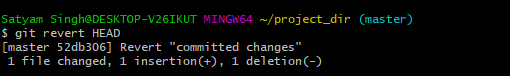 Satyam Singh@DESKTOP-V26IKUT MINGW64 ~/project_dir (master)
$ git revert HEAD
[master 52db306] Revert "committed changes"
 1 file changed, 1 insertion(+), 1 deletion(-)